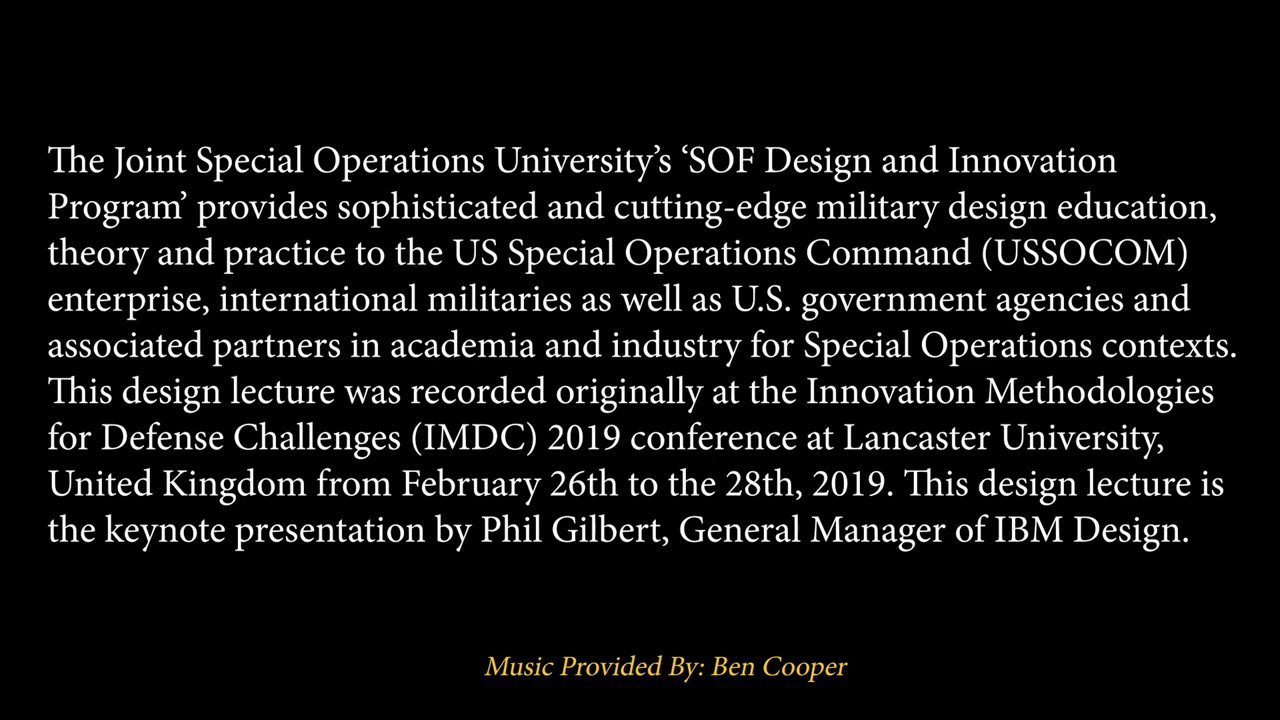 The Joint Special Operations University’s ‘SOF Design and Innovation
Program’ provides sophisticated and cutting-edge military design education,
theory and practice to the US Special Operations Command (USSOCOM)
enterprise, international militaries as well as U.S. government agencies and
associated partners in academia and industry for Special Operations contexts.
This design lecture was recorded originally at the Innovation Methodologies
for Defense Challenges (IMDC) 2019 conference at Lancaster University,
United Kingdom from February 26th to the 28th, 2019. This design lecture is
the keynote presentation by Phil Gilbert, General Manager of IBM Design.
Music Provided By: Ben Cooper